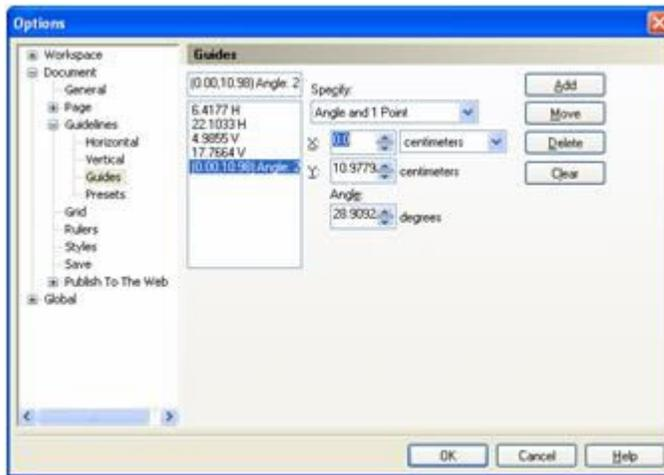 Options
Workspace
Document
General
Page
Guidelines
Horizontal
Vertical
Guides
Presets
Grid
Rulers
Styles
Save
Publish To The Web
Global
Guides
(0.00,10.98) Angle: 2
6.4177 H
22.1033 H
4.9855 V
17.7664 V
(0.00,10.98) Angle: 2
Specify:
Angle and 1 Point
X: 0.0 centimeters
Y: 10.9779 centimeters
Angle:
28.9092 degrees
Add
Move
Delete
Clear
OK
Cancel
Help